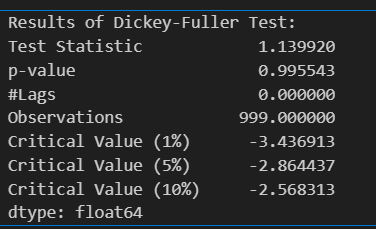 Results of Dickey-Fuller Test:
Test Statistic 1.139920
p-value 0.995543
#Lags 0.000000
Observations 999.000000
Critical Value (1%) -3.436913
Critical Value (5%) -2.864437
Critical Value (10%) -2.568313
dtype: float64